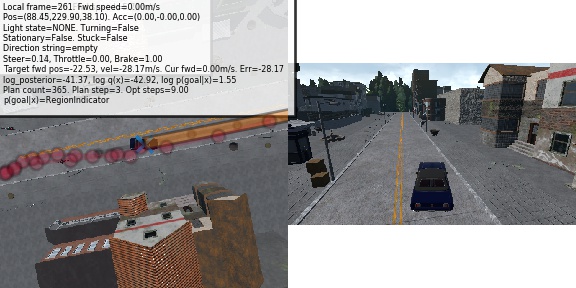 Local frame=261: Fwd speed=0.00m/s
Pos=(88.45,229.90,38.10). Acc=(0.00,-0.00,0.00)
Light state=NONE. Turning=False
Stationary=False. Stuck=False
Direction string=empty
Steer=0.14, Throttle=0.00, Brake=1.00
Target fwd pos=-22.53, vel=-28.17m/s. Cur fwd=0.00m/s. Err=-28.17
log_posterior=-41.37, log q(x)=-42.92, log p(goal|x)=1.55
Plan count=365. Plan step=3. Opt steps=9.00
p(goal|x)=RegionIndicator